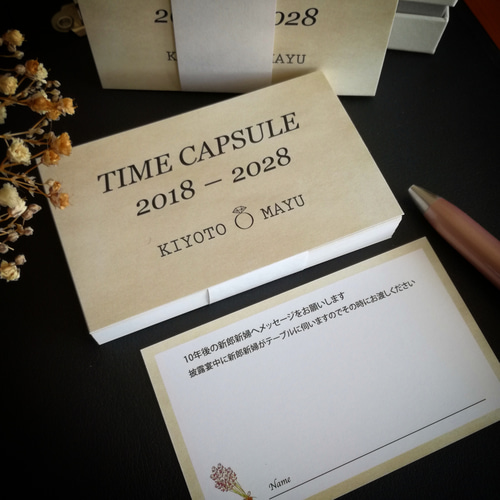 2028
KIYOTO MAYU
TIME CAPSULE
2018 – 2028
KIYOTO MAYU
10年後の新郎新婦へメッセージをお願いします
披露宴中に新郎新婦がテーブルに伺いますのでその時にお渡しください
Name